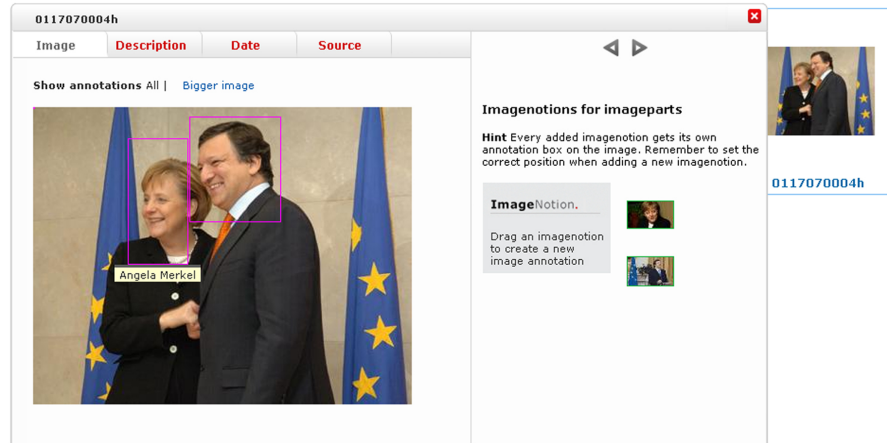 0117070004h
Image Description Date Source
Show annotations All | Bigger image
Angela Merkel
Imagenotions for imageparts
Hint Every added imagenotion gets its own
annotation box on the image. Remember to set the
correct position when adding a new imagenotion.
ImageNotion.
Drag an imagenotion
to create a new
image annotation
0117070004h